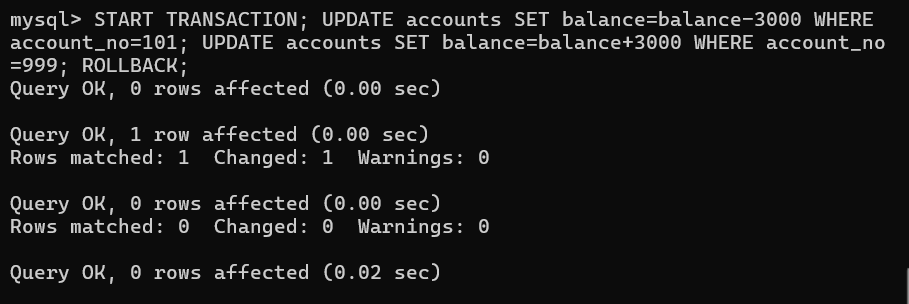 mysql> START TRANSACTION; UPDATE accounts SET balance=balance-3000 WHERE
account_no=101; UPDATE accounts SET balance=balance+3000 WHERE account_no
=999; ROLLBACK;
Query OK, 0 rows affected (0.00 sec)
Query OK, 1 row affected (0.00 sec)
Rows matched: 1  Changed: 1  Warnings: 0
Query OK, 0 rows affected (0.00 sec)
Rows matched: 0  Changed: 0  Warnings: 0
Query OK, 0 rows affected (0.02 sec)